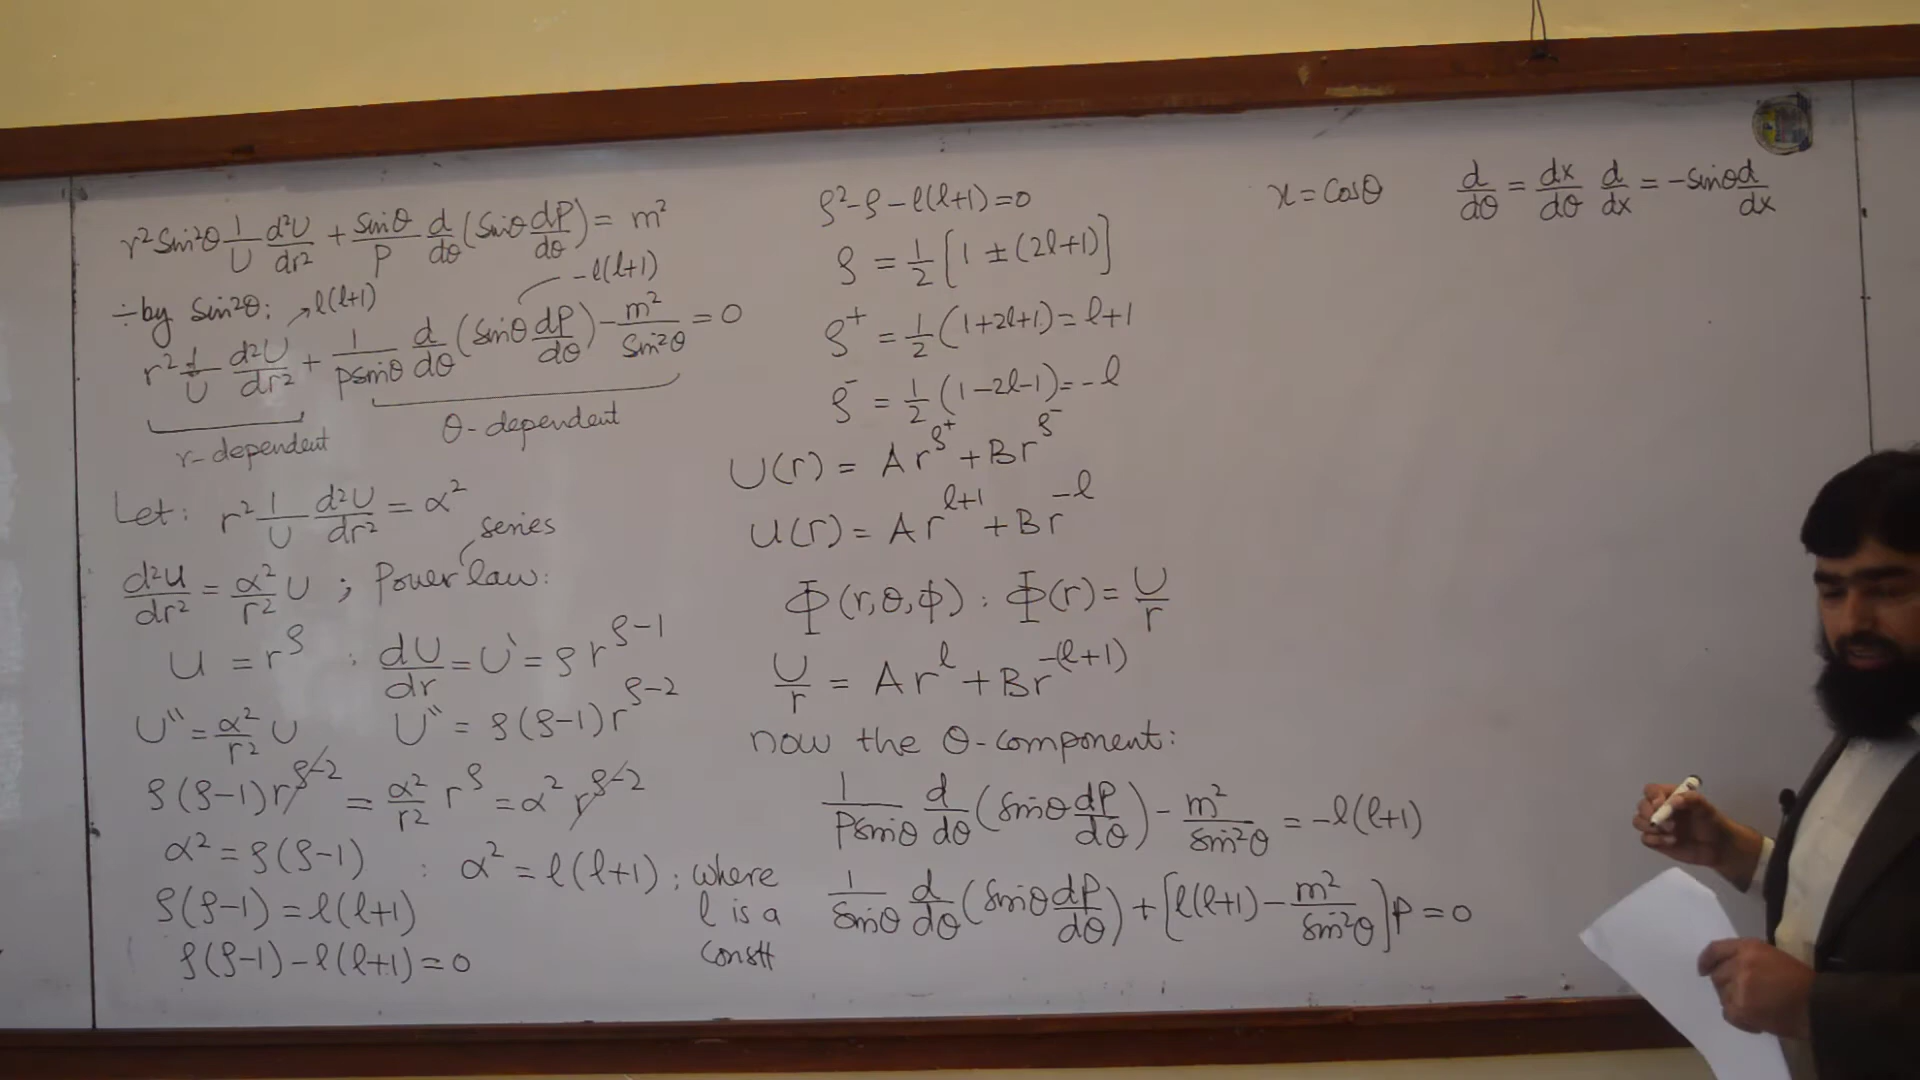 r² Sin²θ 1/U d²U/dr² + sinθ/P d/dθ (sinθ dP/dθ) = m²
-l(l+1)
÷by Sin²θ: → l(l+1)
r² 1/U d²U/dr² + 1/Psinθ d/dθ (sinθ dP/dθ) - m²/Sin²θ = 0
r-dependent θ-dependent
Let: r² 1/U d²U/dr² = α²
series
d²U/dr² = α²/r² U ; Power law:
U = r^ρ : dU/dr = U‵ = ρ r^(ρ-1)
U‶ = α²/r² U U‶ = ρ(ρ-1) r^(ρ-2)
ρ(ρ-1) r^(ρ-2) = α²/r² r^ρ = α² r^(ρ-2)
α² = ρ(ρ-1) : α² = l(l+1) ; where
l is a
constt
ρ(ρ-1) = l(l+1)
ρ(ρ-1) - l(l+1) = 0
ρ² - ρ - l(l+1) = 0
ρ = 1/2 [1 ± (2l+1)]
ρ⁺ = 1/2 (1+2l+1) = l+1
ρ⁻ = 1/2 (1-2l-1) = -l
U(r) = A r^ρ⁺ + B r^ρ⁻
U(r) = A r^(l+1) + B r^(-l)
Φ(r,θ,ϕ) : Φ(r) = U/r
U/r = A r^l + B r^(-(l+1))
now the θ-component:
1/Psinθ d/dθ (sinθ dP/dθ) - m²/sin²θ = -l(l+1)
1/sinθ d/dθ (sinθ dP/dθ) + [l(l+1) - m²/sin²θ] P = 0
x = cosθ d/dθ = dx/dθ d/dx = -sinθ d/dx